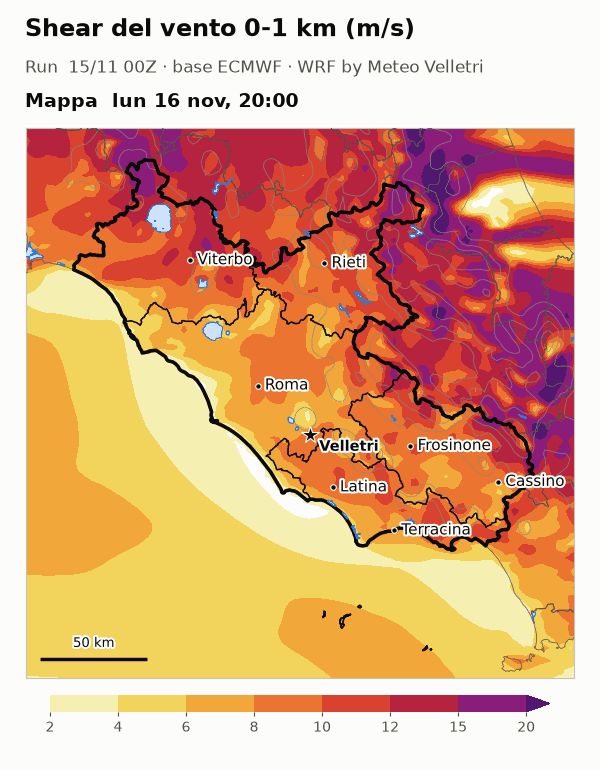 Shear del vento 0-1 km (m/s)
Run  15/11 00Z · base ECMWF · WRF by Meteo Velletri
Mappa  lun 16 nov, 20:00
Viterbo
Rieti
Roma
Velletri
Frosinone
Cassino
Latina
Terracina
50 km
2 4 6 8 10 12 15 20